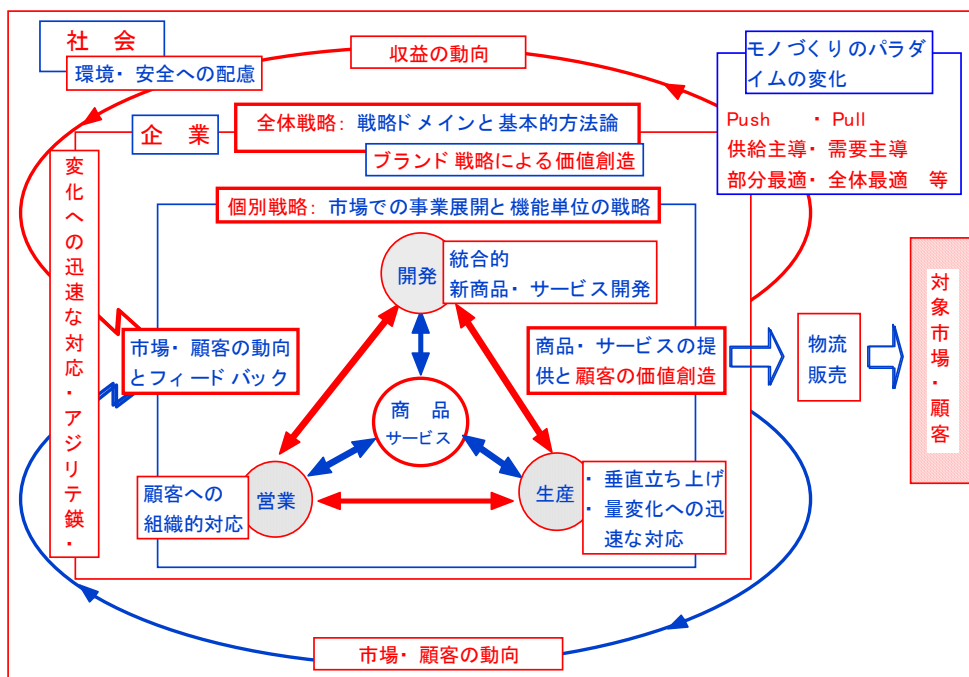 社 会
環境・安全への配慮
収益の動向
モノづくりのパラダ
イムの変化
Push ・Pull
供給主導・需要主導
部分最適・全体最適 等
企 業
全体戦略：戦略ドメインと基本的方法論
ブランド戦略による価値創造
変化への迅速な対応・アジリテ鍈・
個別戦略：市場での事業展開と機能単位の戦略
開発
統合的
新商品・サービス開発
市場・顧客の動向
とフィードバック
商品・サービスの提
供と顧客の価値創造
物流
販売
対象市場・顧客
商 品
サービス
顧客への
組織的対応
営業
生産
・垂直立ち上げ
・量変化への迅
速な対応
市場・顧客の動向